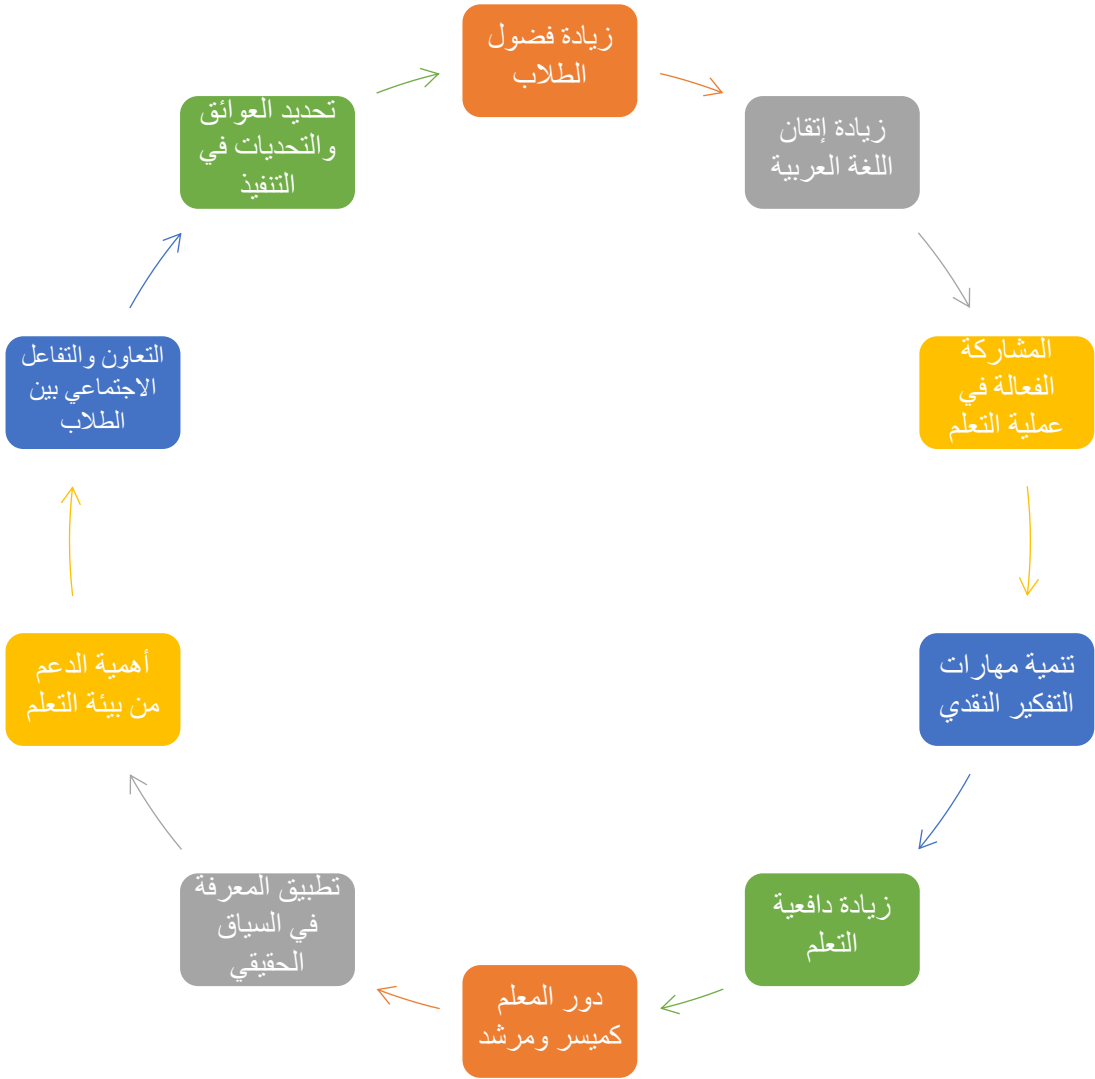 زيادة فضول
الطلاب
زيادة إتقان
اللغة العربية
المشاركة
الفعالة في
عملية التعلم
تنمية مهارات
التفكير النقدي
زيادة دافعية
التعلم
دور المعلم
كميسر ومرشد
تطبيق المعرفة
في السياق
الحقيقي
أهمية الدعم
من بيئة التعلم
التعاون والتفاعل
الاجتماعي بين
الطلاب
تحديد العوائق
والتحديات في
التنفيذ